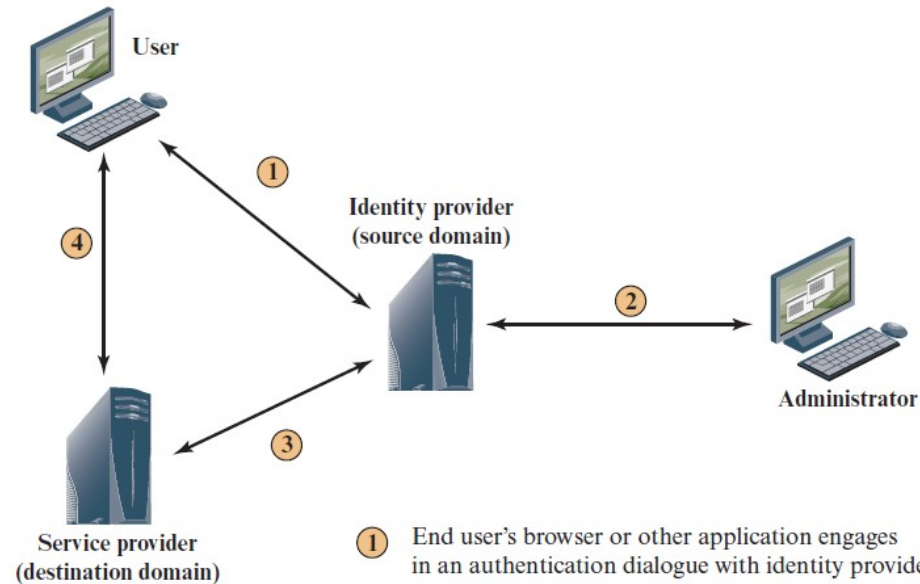 User
1
Identity provider
(source domain)
4
2
Administrator
3
Service provider
(destination domain)
1 End user's browser or other application engages
in an authentication dialogue with identity provide